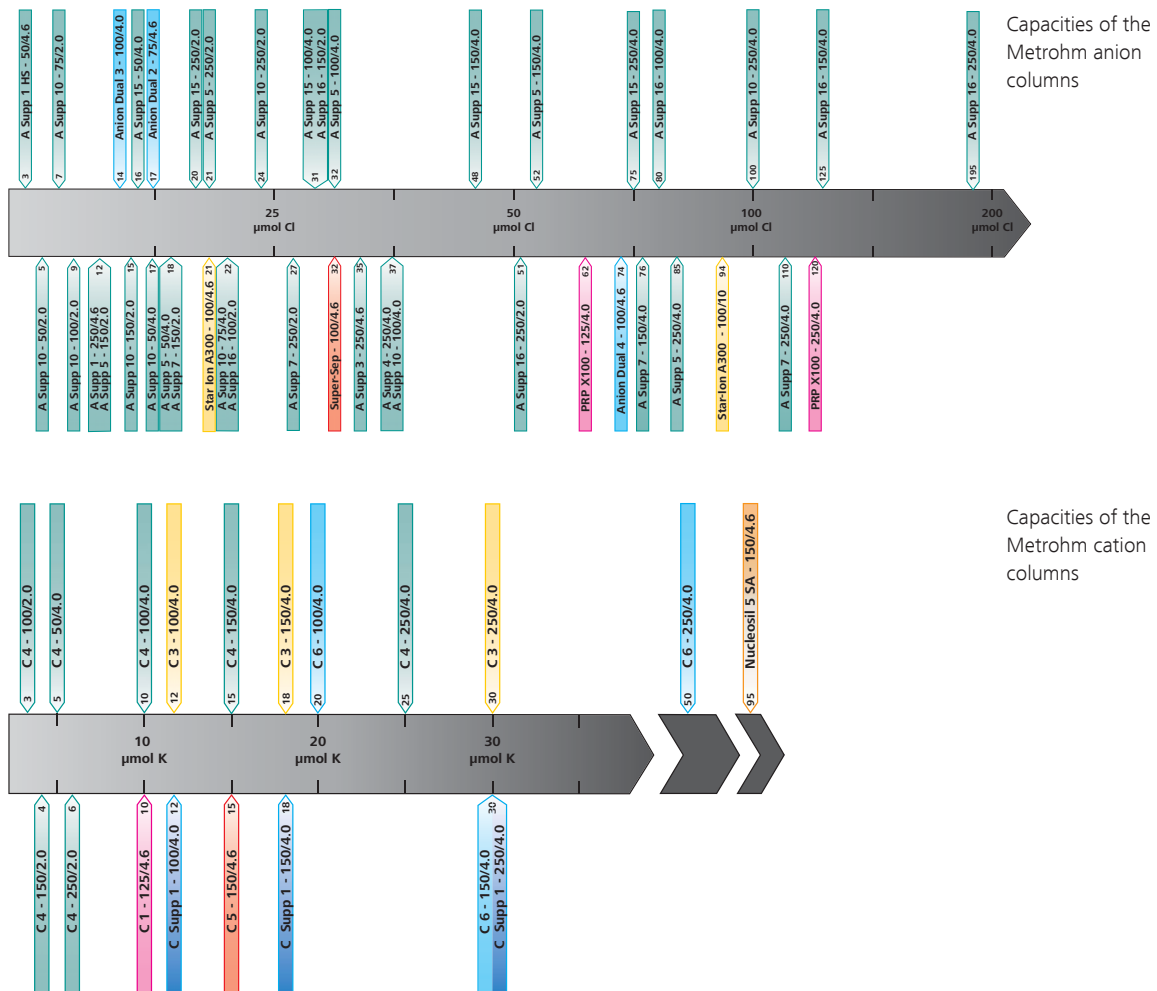 Capacities of the
Metrohm anion
columns
A Supp 1 HS - 50/4.6
3
A Supp 10 - 75/2.0
7
Anion Dual 3 - 100/4.0
14
A Supp 15 - 50/4.0
16
Anion Dual 2 - 75/4.6
17
A Supp 15 - 250/2.0
20
A Supp 5 - 250/2.0
21
A Supp 10 - 250/2.0
24
A Supp 15 - 100/4.0
A Supp 16 - 150/2.0
31
A Supp 5 - 100/4.0
32
A Supp 15 - 150/4.0
48
A Supp 5 - 150/4.0
52
A Supp 15 - 250/4.0
75
A Supp 16 - 100/4.0
80
A Supp 10 - 250/4.0
100
A Supp 16 - 150/4.0
125
A Supp 16 - 250/4.0
195
25
µmol Cl
50
µmol Cl
100
µmol Cl
200
µmol Cl
5
A Supp 10 - 50/2.0
9
A Supp 10 - 100/2.0
12
A Supp 1 - 250/4.6
A Supp 5 - 150/2.0
15
A Supp 10 - 150/2.0
17
A Supp 10 - 50/4.0
18
A Supp 5 - 50/4.0
A Supp 7 - 150/2.0
21
Star Ion A300 - 100/4.6
22
A Supp 10 - 75/4.0
A Supp 16 - 100/2.0
27
A Supp 7 - 250/2.0
32
Super-Sep - 100/4.6
35
A Supp 3 - 250/4.6
37
A Supp 4 - 250/4.0
A Supp 10 - 100/4.0
51
A Supp 16 - 250/2.0
62
PRP X100 - 125/4.0
74
Anion Dual 4 - 100/4.6
76
A Supp 7 - 150/4.0
85
A Supp 5 - 250/4.0
94
Star-Ion A300 - 100/10
110
A Supp 7 - 250/4.0
120
PRP X100 - 250/4.0
Capacities of the
Metrohm cation
columns
C 4 - 100/2.0
3
C 4 - 50/4.0
5
C 4 - 100/4.0
10
C 3 - 100/4.0
12
C 4 - 150/4.0
15
C 3 - 150/4.0
18
C 6 - 100/4.0
20
C 4 - 250/4.0
25
C 3 - 250/4.0
30
C 6 - 250/4.0
50
Nucleosil 5 SA - 150/4.6
95
10
µmol K
20
µmol K
30
µmol K
4
C 4 - 150/2.0
6
C 4 - 250/2.0
10
C 1 - 125/4.6
12
C Supp 1 - 100/4.0
15
C 5 - 150/4.6
18
C Supp 1 - 150/4.0
30
C 6 - 150/4.0
C Supp 1 - 250/4.0